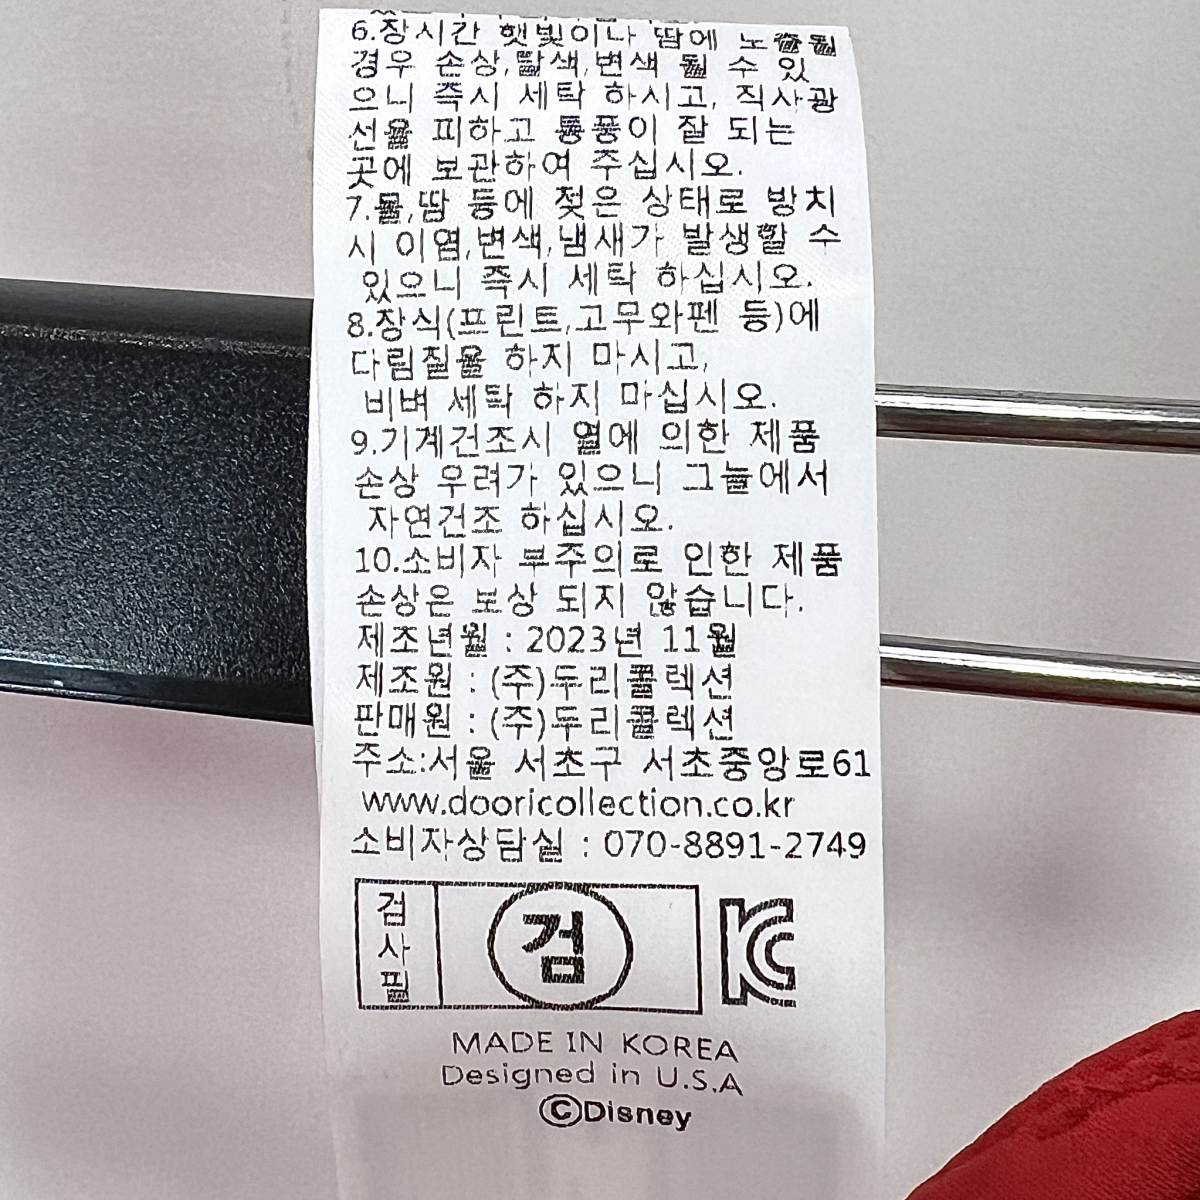 6.장시간 햇빛이나 땀에 노출될
경우 손상,탈색,변색 될 수 있
으니 즉시 세탁 하시고, 직사광
선을 피하고 통풍이 잘 되는
곳에 보관하여 주십시오.
7.물,땀 등에 젖은 상태로 방치
시 이염,변색,냄새가 발생할 수
있으니 즉시 세탁 하십시오.
8.장식(프린트,고무와펜 등)에
다림질을 하지 마시고,
비벼 세탁 하지 마십시오.
9.기계건조시 열에 의한 제품
손상 우려가 있으니 그늘에서
자연건조 하십시오.
10.소비자 부주의로 인한 제품
손상은 보상 되지 않습니다.
제조년월 : 2023년 11월
제조원 : (주)두리콜렉션
판매원 : (주)두리콜렉션
주소:서울 서초구 서초중앙로61
www.dooricollection.co.kr
소비자상담실 : 070-8891-2749
검사필
검
KC
MADE IN KOREA
Designed in U.S.A
©Disney